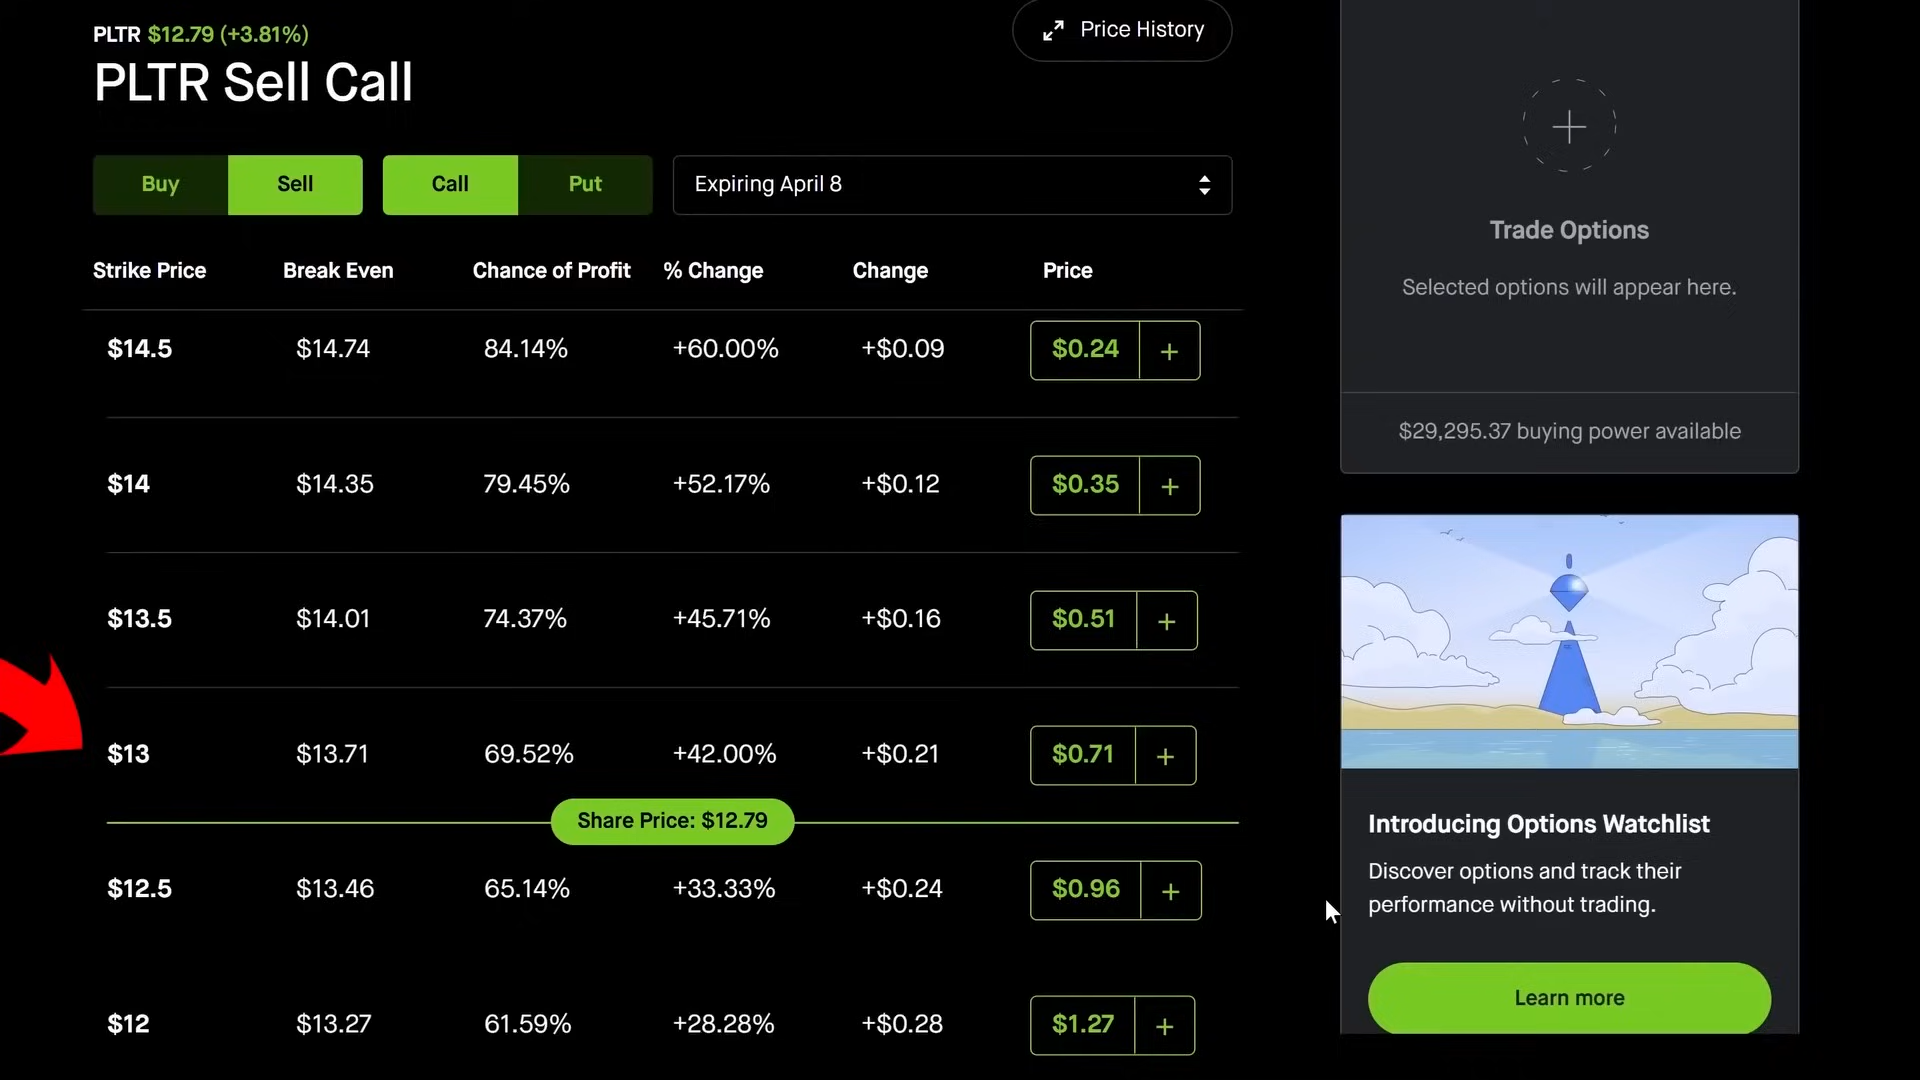 PLTR $12.79 (+3.81%)
Price History
PLTR Sell Call
Buy Sell Call Put Expiring April 8
Strike Price Break Even Chance of Profit % Change Change Price
$14.5 $14.74 84.14% +60.00% +$0.09 $0.24 +
$14 $14.35 79.45% +52.17% +$0.12 $0.35 +
$13.5 $14.01 74.37% +45.71% +$0.16 $0.51 +
$13 $13.71 69.52% +42.00% +$0.21 $0.71 +
Share Price: $12.79
$12.5 $13.46 65.14% +33.33% +$0.24 $0.96 +
$12 $13.27 61.59% +28.28% +$0.28 $1.27 +
Trade Options
Selected options will appear here.
$29,295.37 buying power available
Introducing Options Watchlist
Discover options and track their
performance without trading.
Learn more